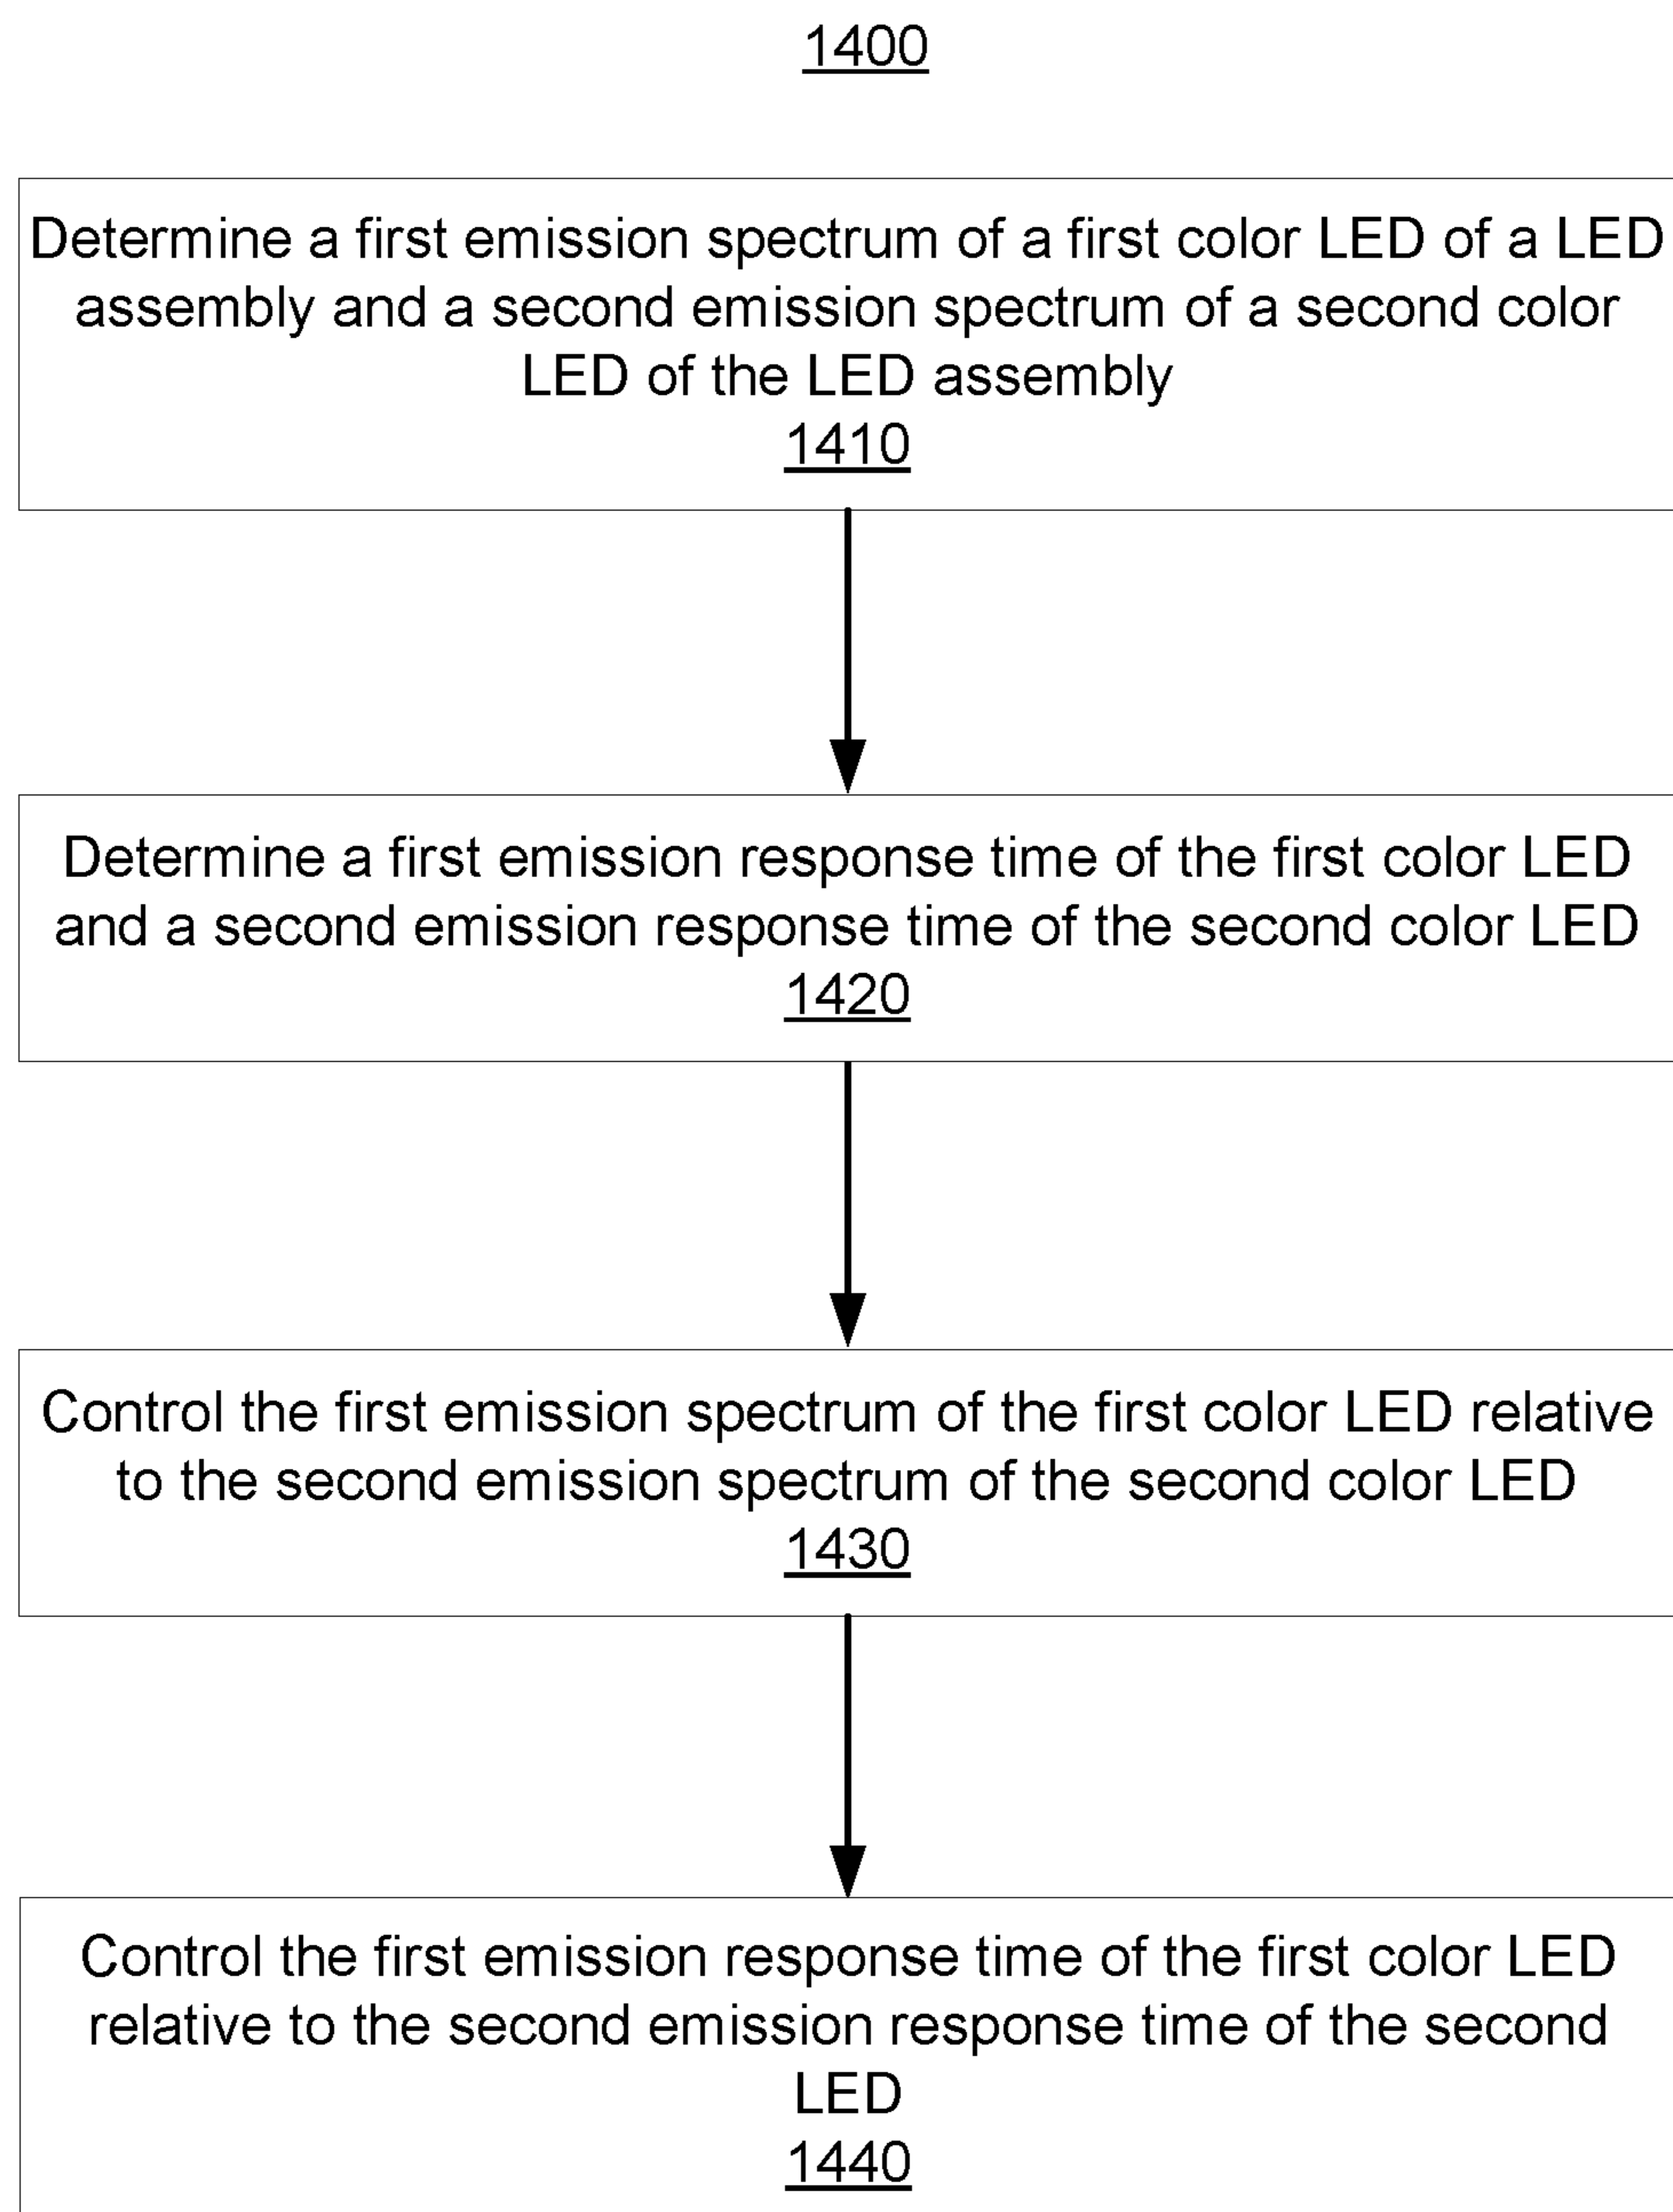 1400
Determine a first emission spectrum of a first color LED of a LED
assembly and a second emission spectrum of a second color
LED of the LED assembly
1410
Determine a first emission response time of the first color LED
and a second emission response time of the second color LED
1420
Control the first emission spectrum of the first color LED relative
to the second emission spectrum of the second color LED
1430
Control the first emission response time of the first color LED
relative to the second emission response time of the second
LED
1440